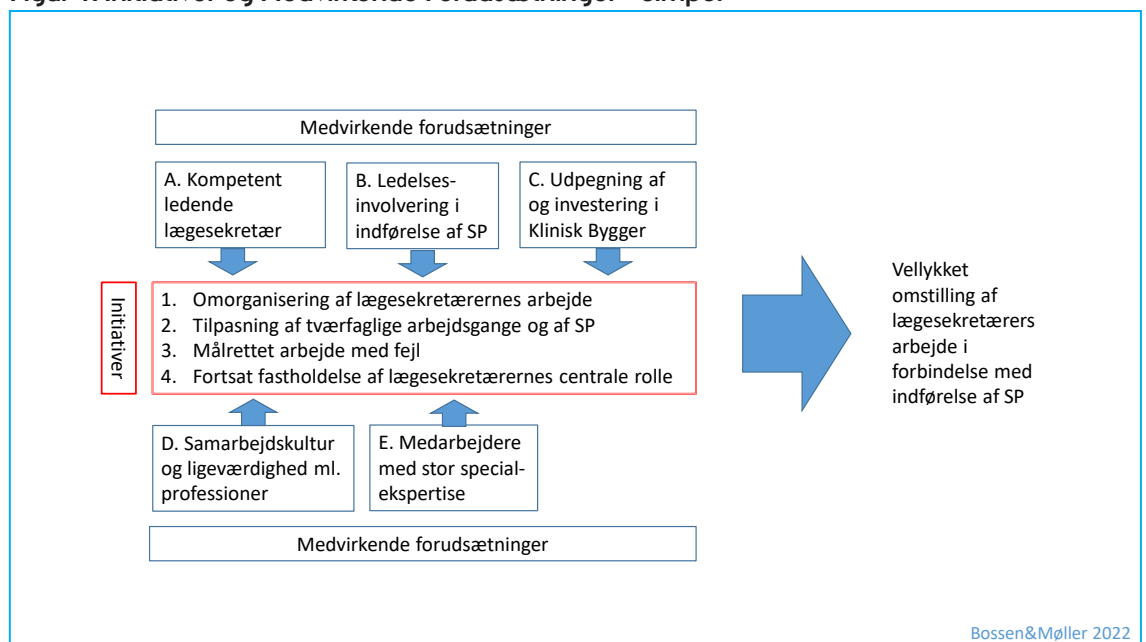 Medvirkende forudsætninger
A. Kompetent
ledende
lægesekretær
B. Ledelses-
involvering i
indførelse af SP
C. Udpegning af
og investering i
Klinisk Bygger
Initiativer
1. Omorganisering af lægesekretærernes arbejde
2. Tilpasning af tværfaglige arbejdsgange og af SP
3. Målrettet arbejde med fejl
4. Fortsat fastholdelse af lægesekretærernes centrale rolle
Vellykket
omstilling af
lægesekretærers
arbejde i
forbindelse med
indførelse af SP
D. Samarbejdskultur
og ligeværdighed ml.
professioner
E. Medarbejdere
med stor special-
ekspertise
Medvirkende forudsætninger
Bossen&Møller 2022